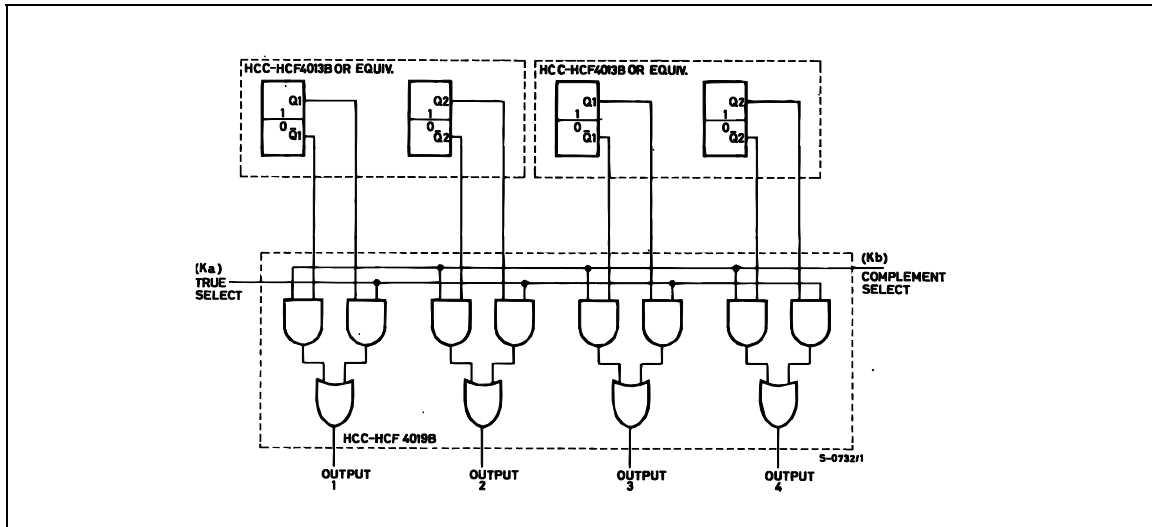 HCC-HCF4013B OR EQUIV.
HCC-HCF4013B OR EQUIV.
Q1
1
0
Q̅1
Q2
1
0
Q̅2
Q1
1
0
Q̅1
Q2
1
0
Q̅2
(Ka)
TRUE
SELECT
(Kb)
COMPLEMENT
SELECT
HCC-HCF 4019B
S-0732/1
OUTPUT
1
OUTPUT
2
OUTPUT
3
OUTPUT
4